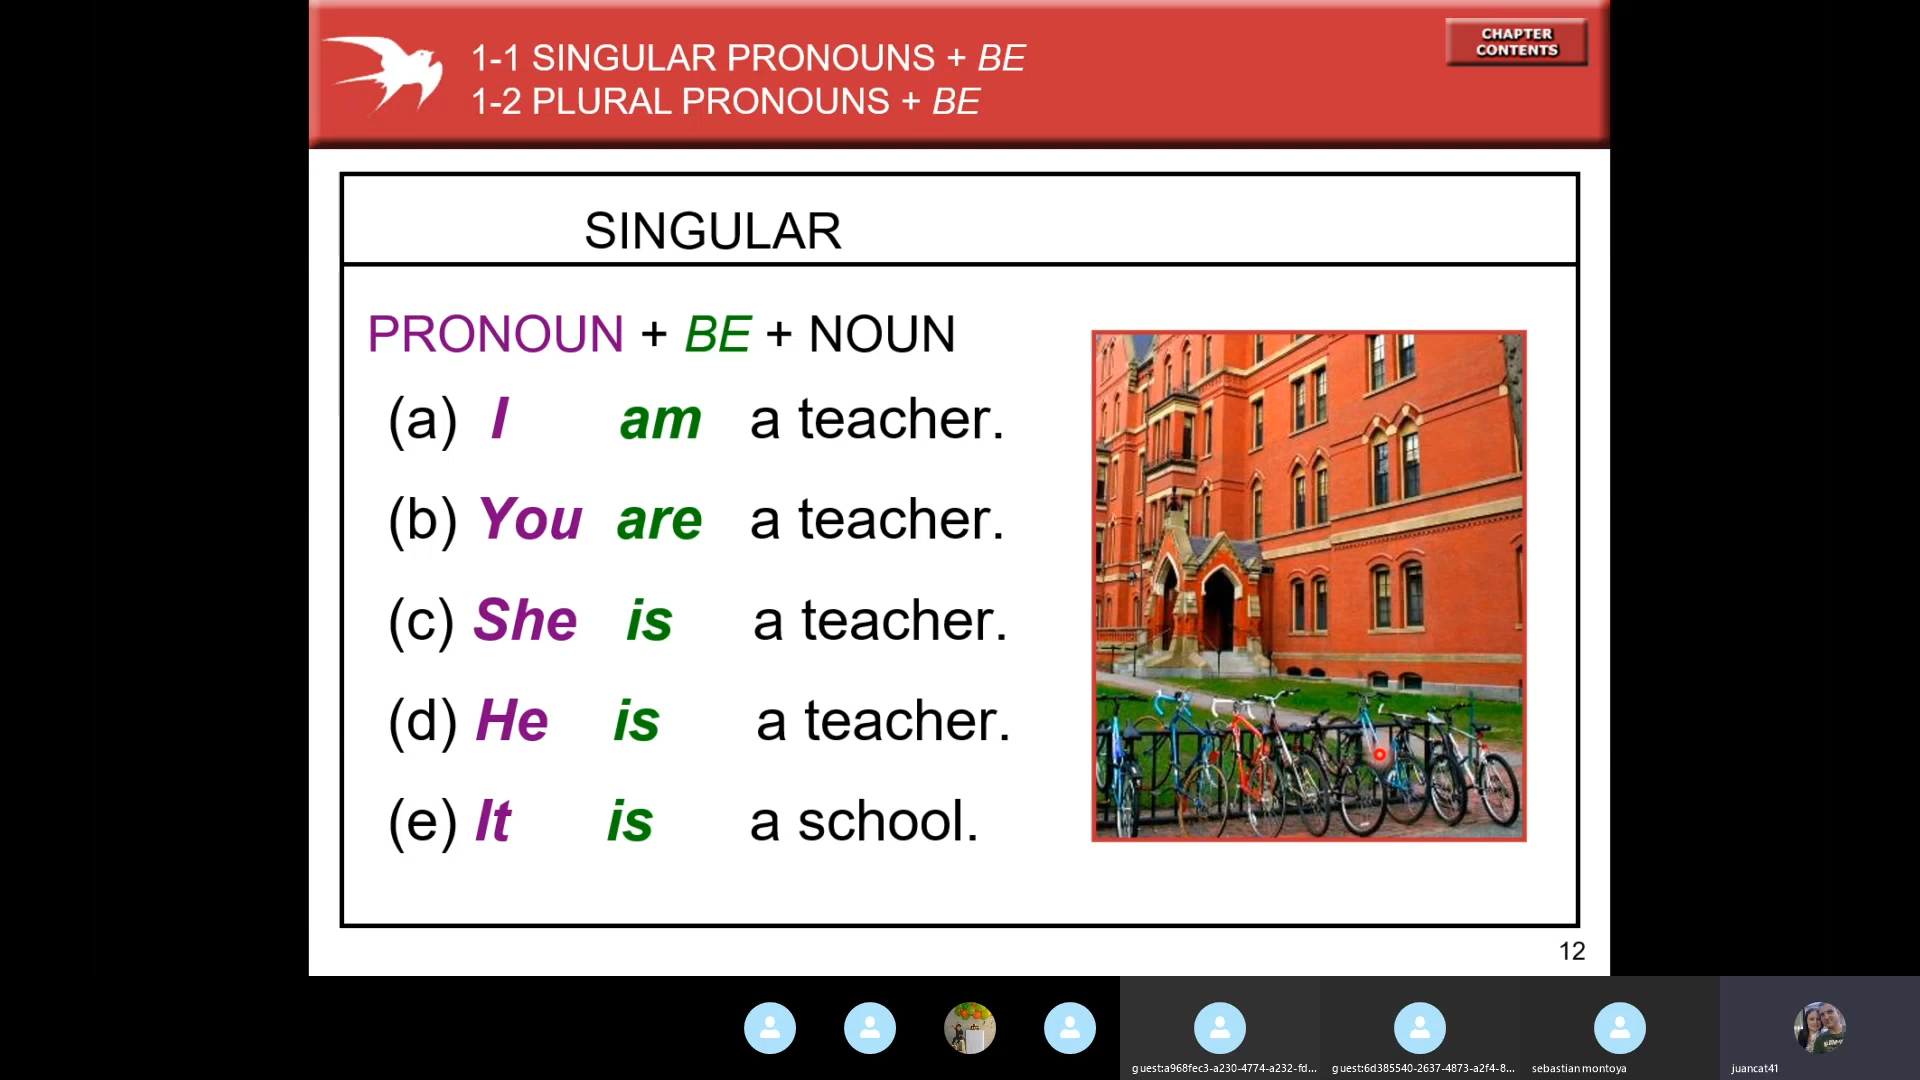 1-1 SINGULAR PRONOUNS + BE
1-2 PLURAL PRONOUNS + BE
CHAPTER
CONTENTS
SINGULAR
PRONOUN + BE + NOUN
(a) I am a teacher.
(b) You are a teacher.
(c) She is a teacher.
(d) He is a teacher.
(e) It is a school.
12
guest:a968fec3-a230-4774-a232-fd...
guest:6d385540-2637-4873-a2f4-8...
sebastian montoya
juancat41